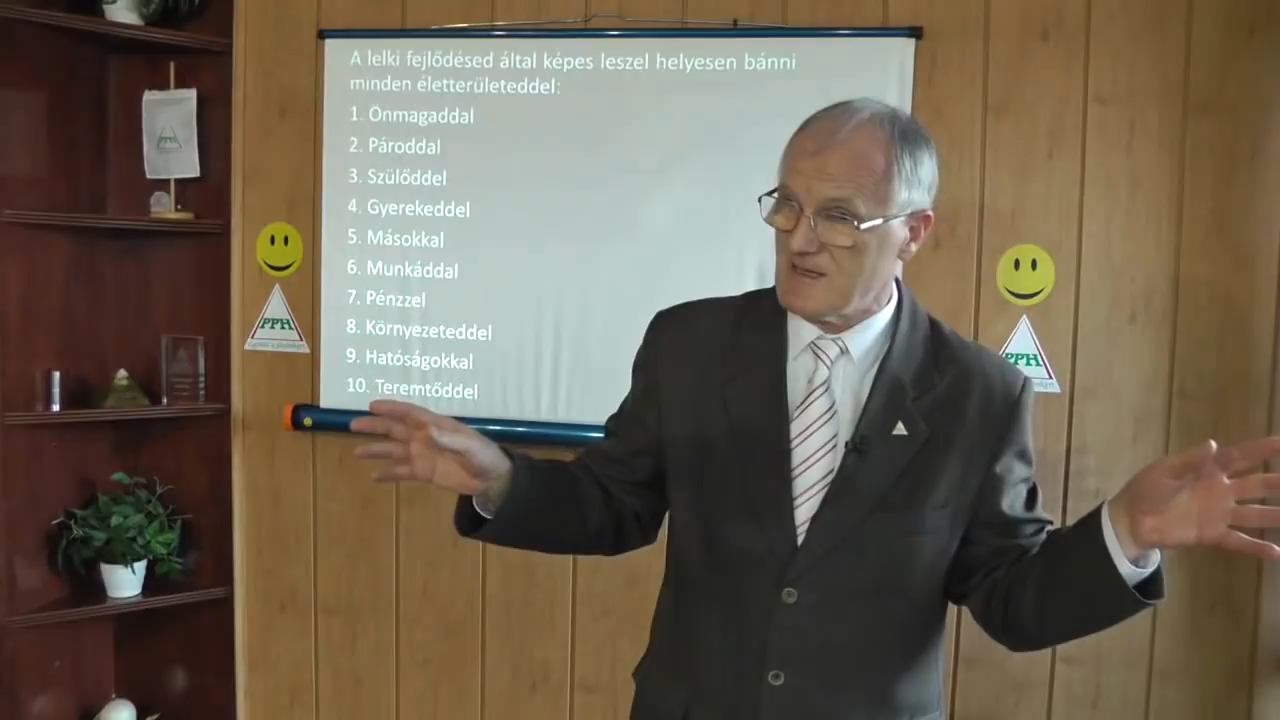 A lelki fejlődésed által képes leszel helyesen bánni
minden életterületeddel:
1. Önmagaddal
2. Pároddal
3. Szülőddel
4. Gyerekeddel
5. Másokkal
6. Munkáddal
7. Pénzzel
8. Környezeteddel
9. Hatóságokkal
10. Teremtőddel
PPH
PPH